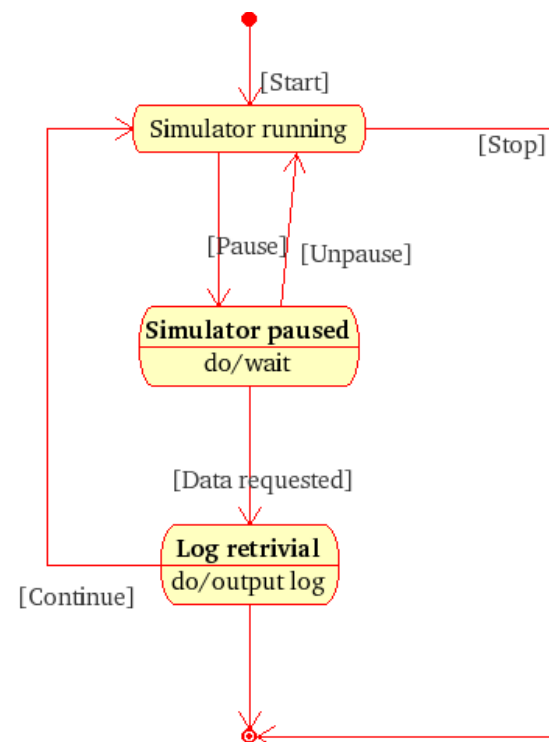 [Start]
Simulator running
[Stop]
[Pause]
[Unpause]
Simulator paused
do/wait
[Data requested]
Log retrivial
do/output log
[Continue]